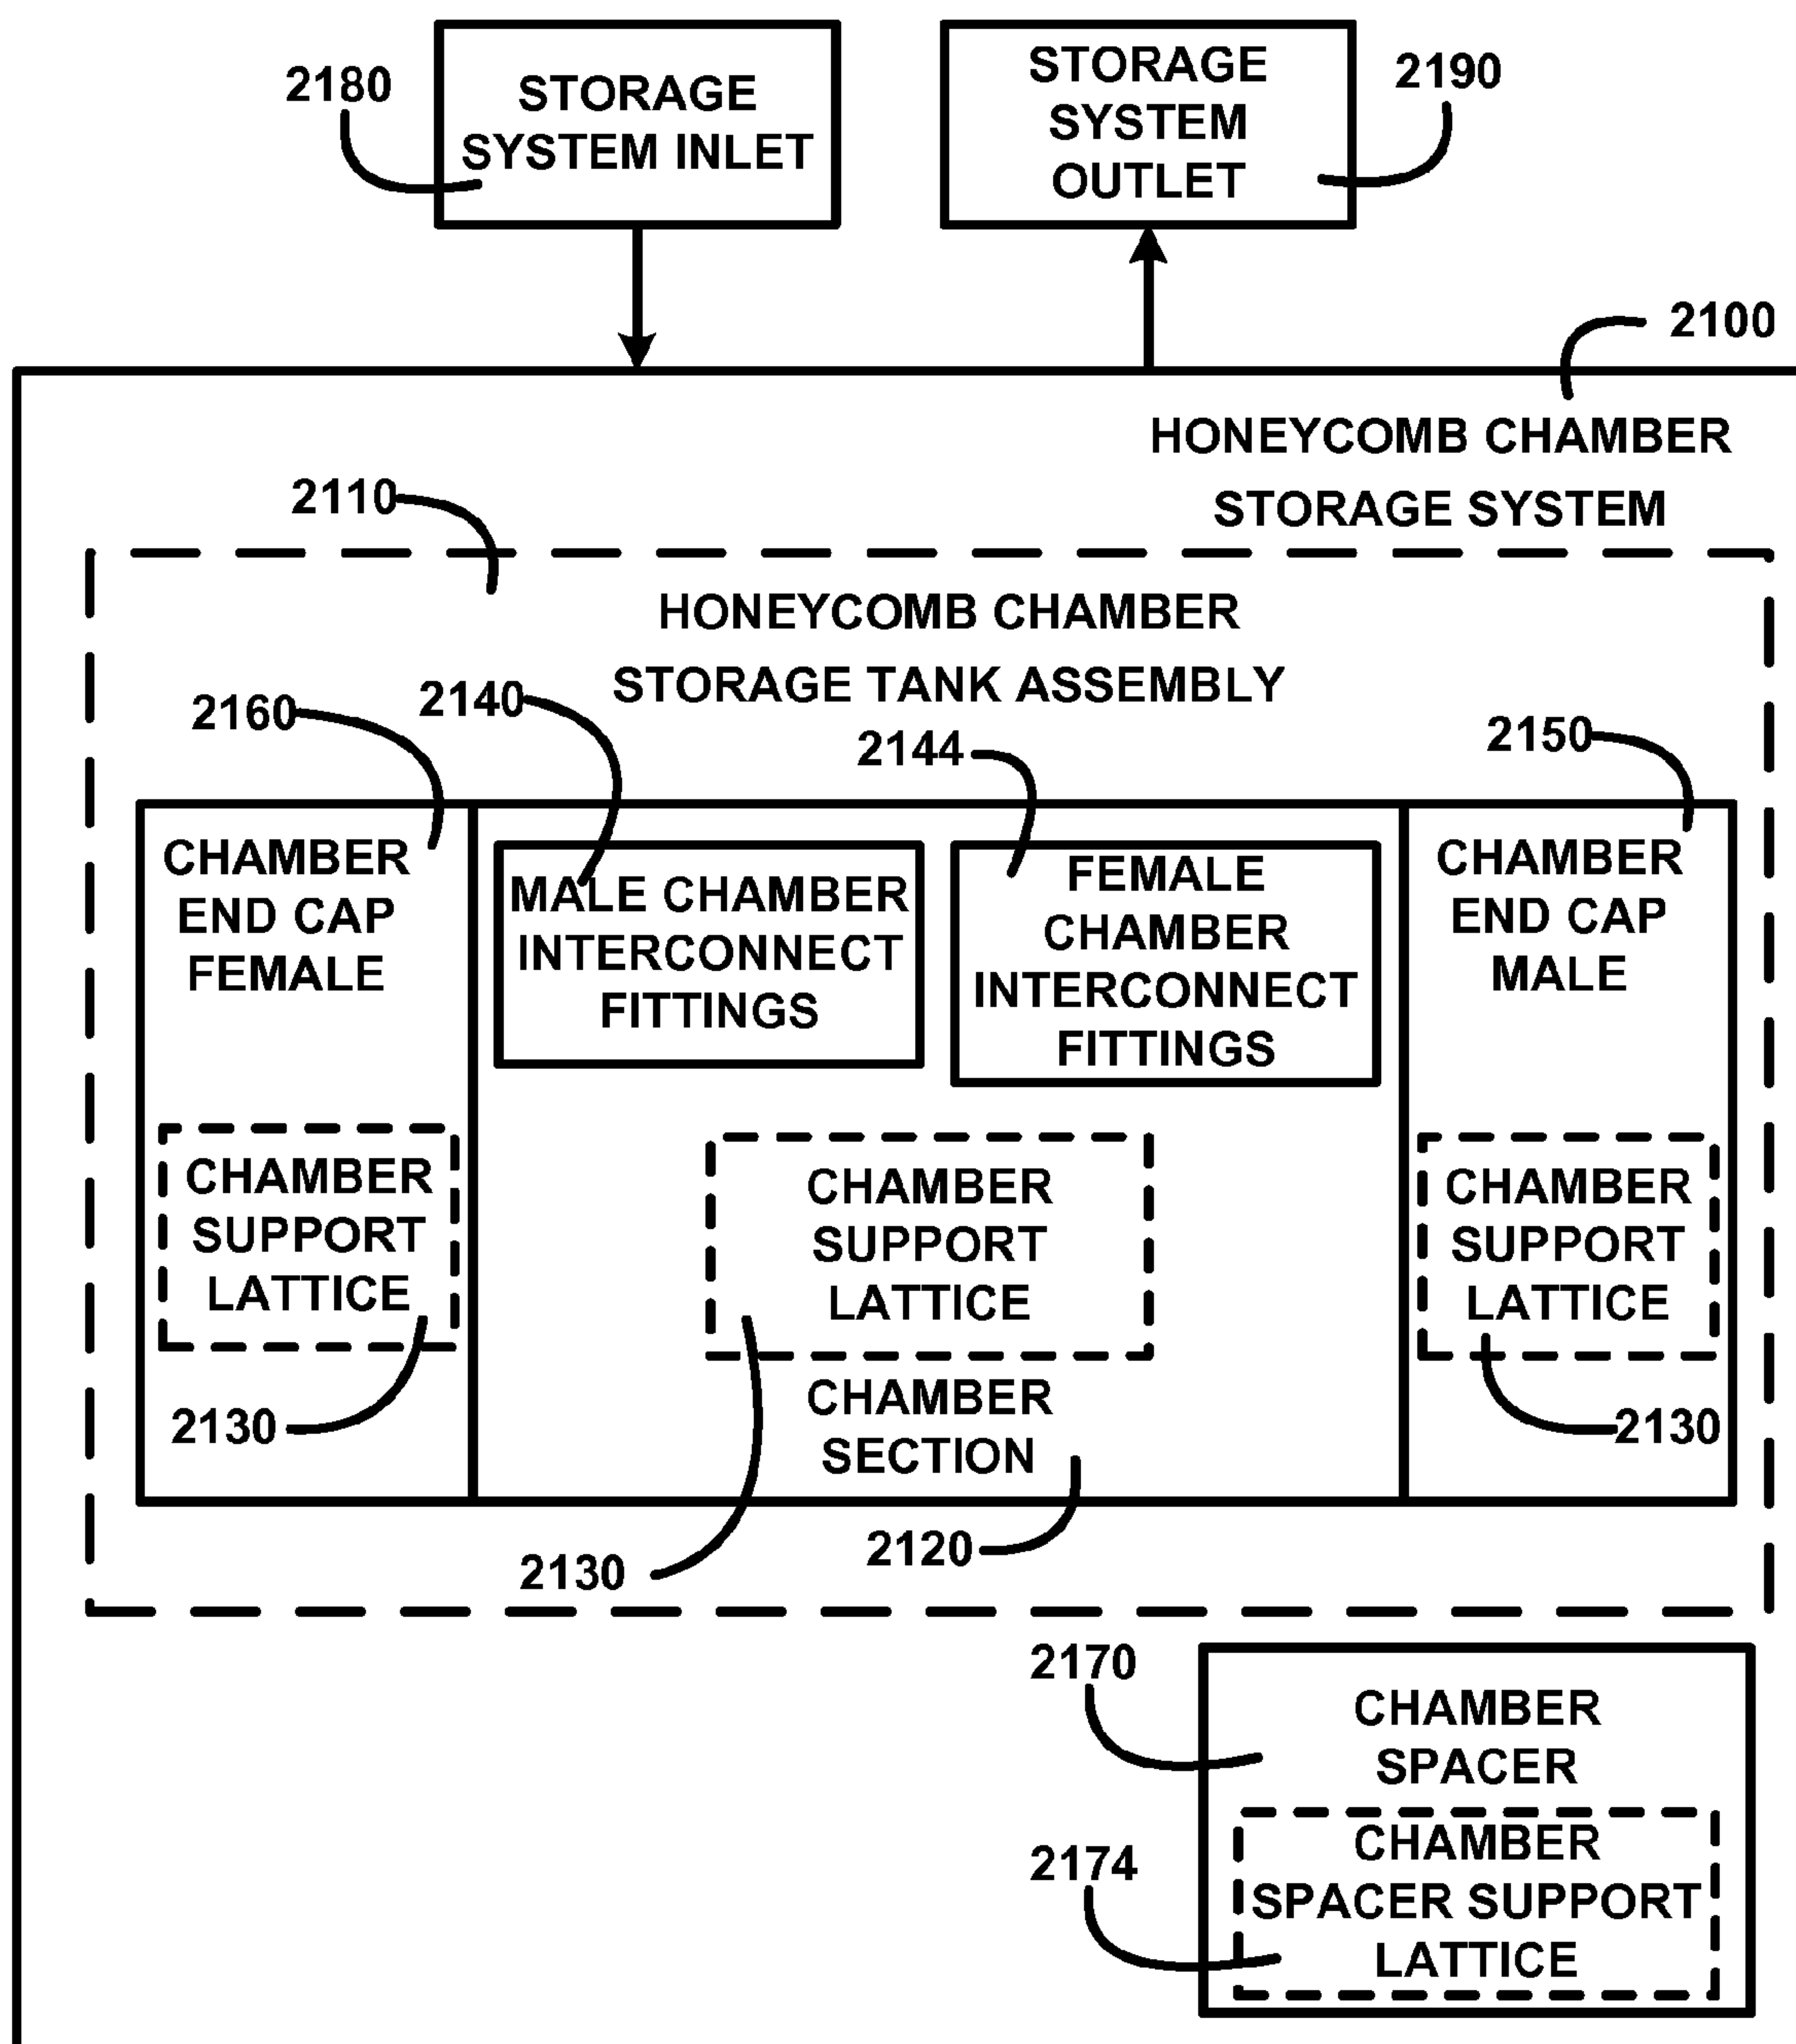 2180
STORAGE
SYSTEM INLET
STORAGE
SYSTEM
OUTLET
2190
2100
HONEYCOMB CHAMBER
STORAGE SYSTEM
2110
HONEYCOMB CHAMBER
STORAGE TANK ASSEMBLY
2160
2140
2144
2150
CHAMBER
END CAP
FEMALE
MALE CHAMBER
INTERCONNECT
FITTINGS
FEMALE
CHAMBER
INTERCONNECT
FITTINGS
CHAMBER
END CAP
MALE
CHAMBER
SUPPORT
LATTICE
2130
CHAMBER
SUPPORT
LATTICE
CHAMBER
SECTION
2130
2120
CHAMBER
SUPPORT
LATTICE
2130
2170
CHAMBER
SPACER
2174
CHAMBER
SPACER SUPPORT
LATTICE